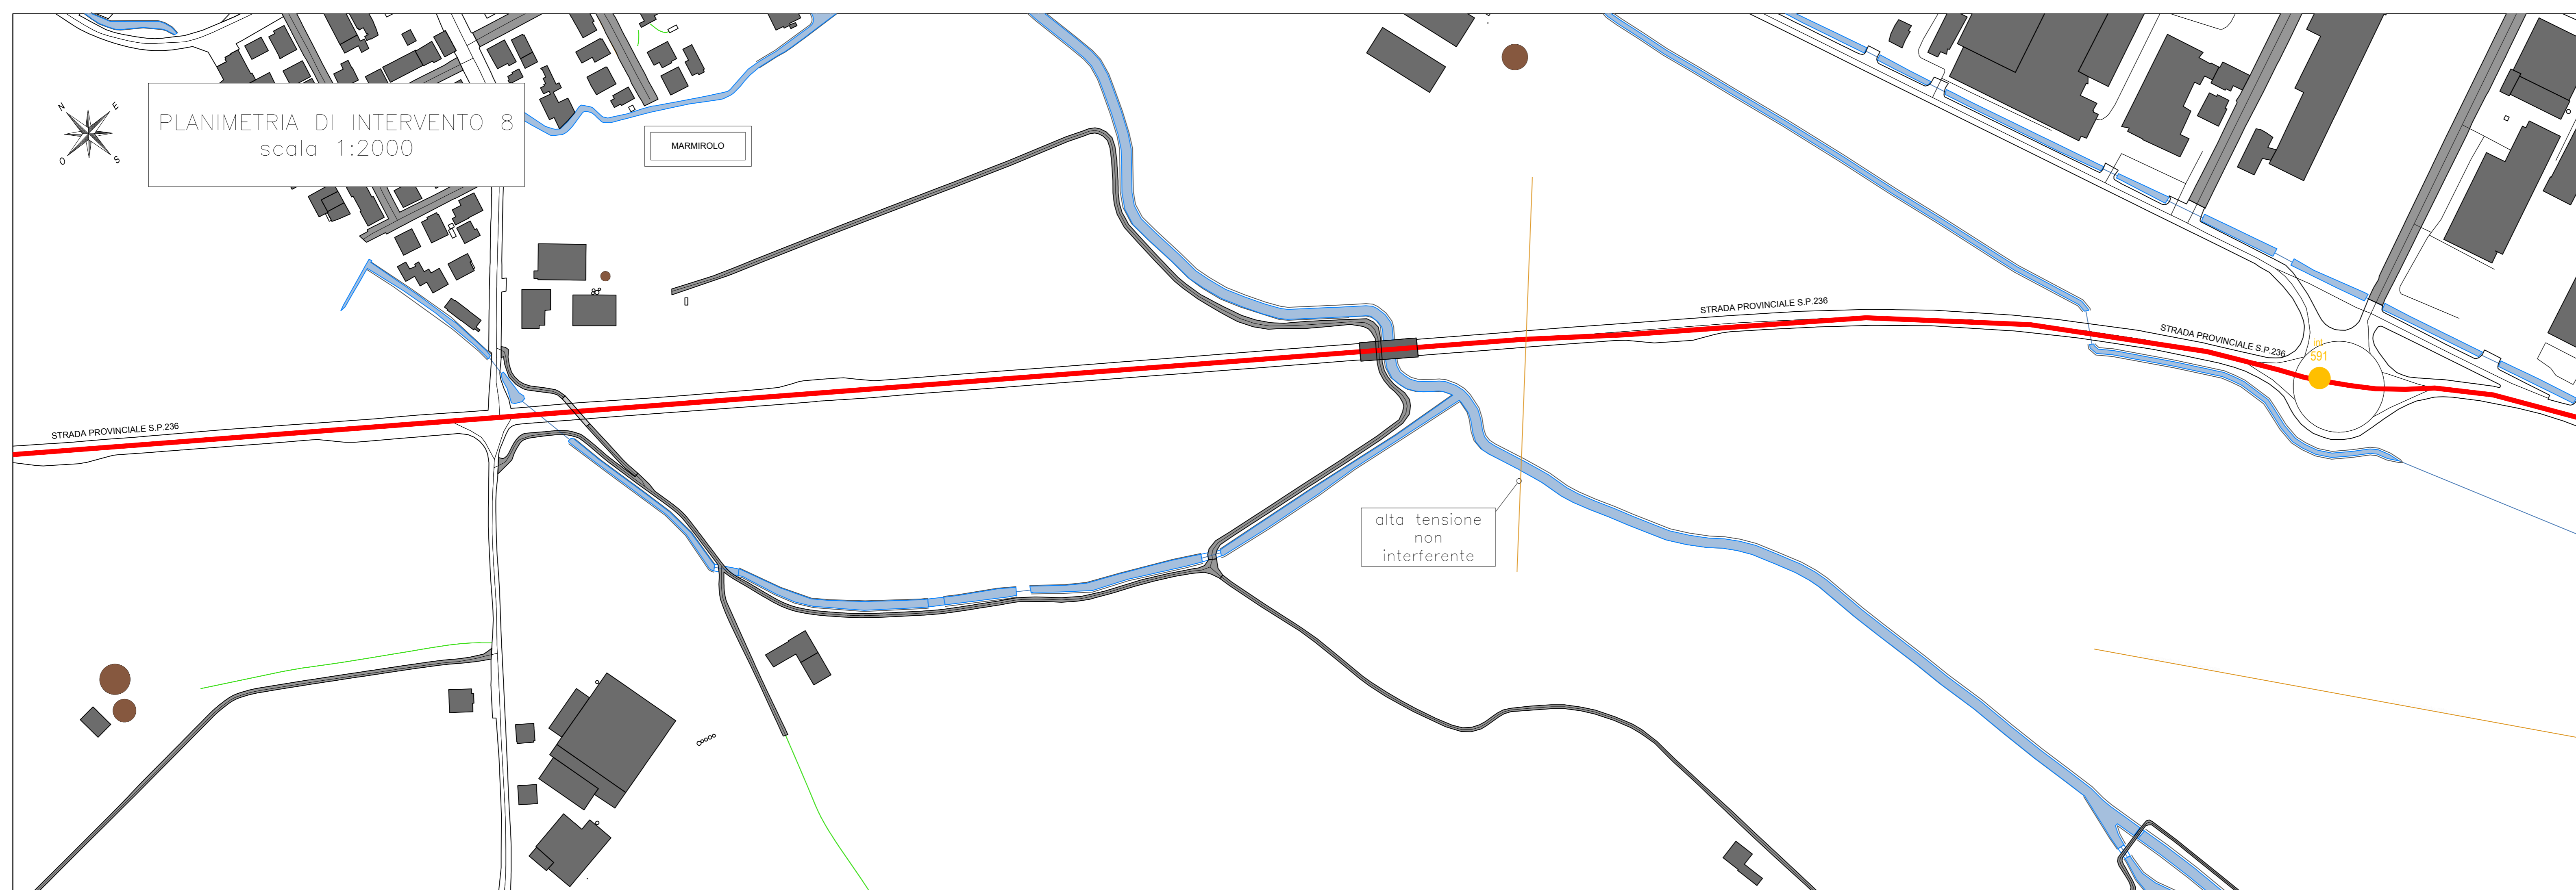 PLANIMETRIA DI INTERVENTO 8
scala 1:2000
N
E
O
S
MARMIROLO
STRADA PROVINCIALE S.P.236
STRADA PROVINCIALE S.P.236
STRADA PROVINCIALE S.P.236
int.
591
alta tensione
non
interferente